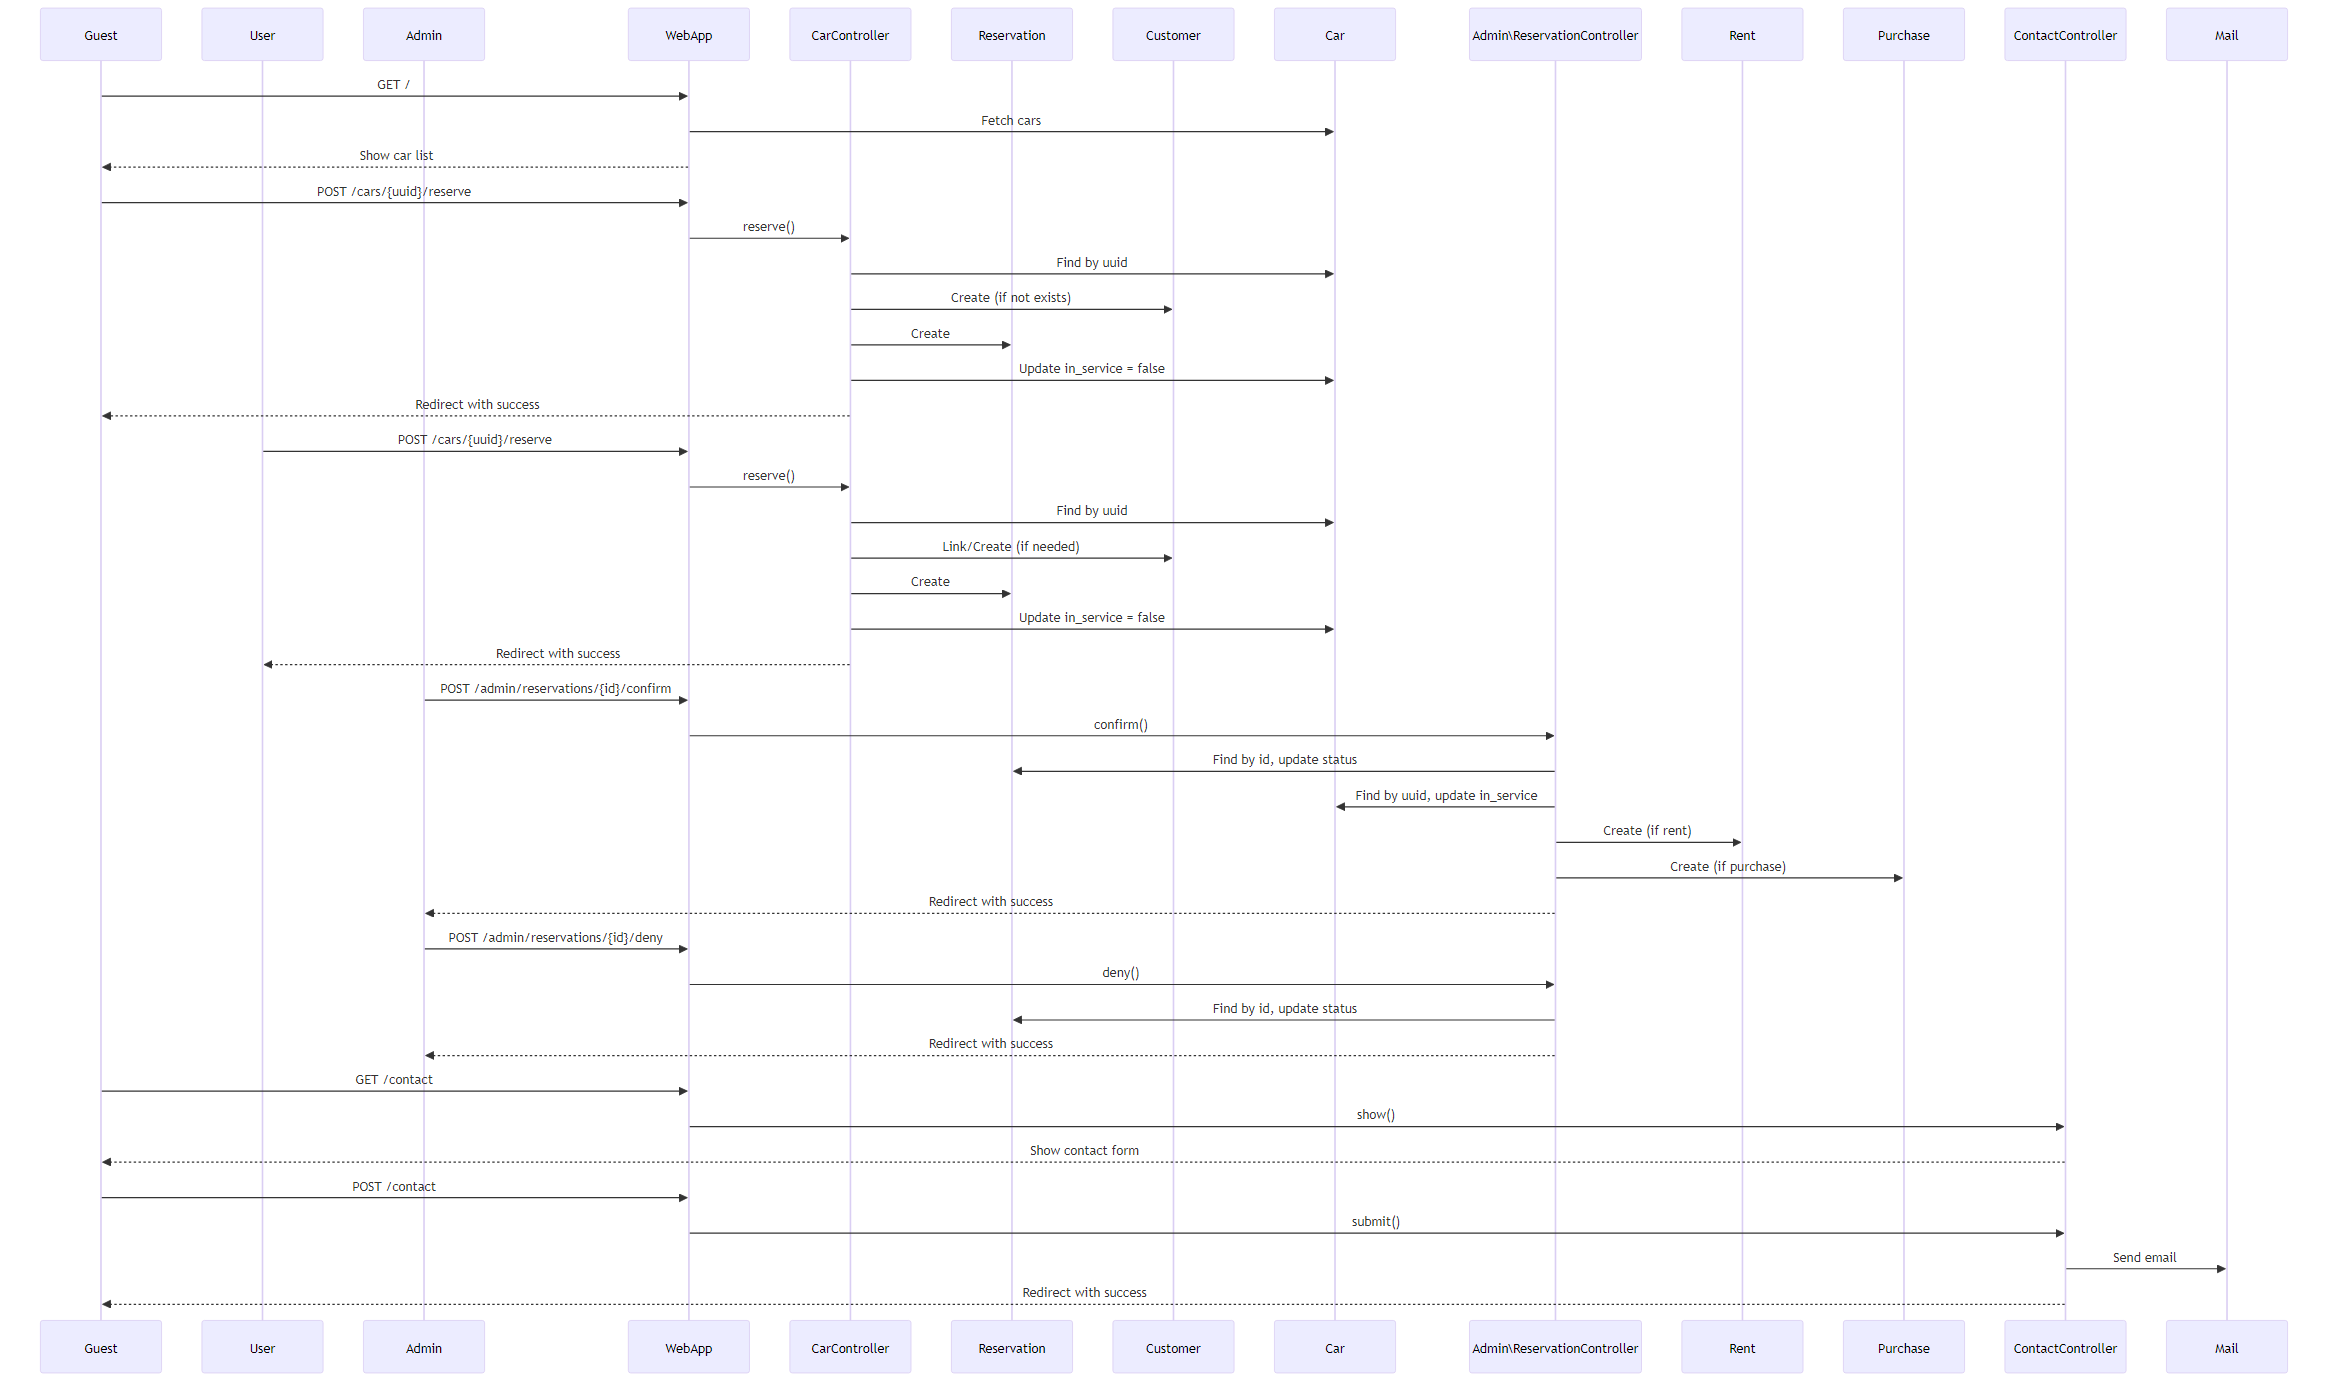 Guest
User
Admin
WebApp
CarController
Reservation
Customer
Car
Admin\ReservationController
Rent
Purchase
ContactController
Mail
GET /
Fetch cars
Show car list
POST /cars/{uuid}/reserve
reserve()
Find by uuid
Create (if not exists)
Create
Update in_service = false
Redirect with success
POST /cars/{uuid}/reserve
reserve()
Find by uuid
Link/Create (if needed)
Create
Update in_service = false
Redirect with success
POST /admin/reservations/{id}/confirm
confirm()
Find by id, update status
Find by uuid, update in_service
Create (if rent)
Create (if purchase)
Redirect with success
POST /admin/reservations/{id}/deny
deny()
Find by id, update status
Redirect with success
GET /contact
show()
Show contact form
POST /contact
submit()
Send email
Redirect with success
Guest
User
Admin
WebApp
CarController
Reservation
Customer
Car
Admin\ReservationController
Rent
Purchase
ContactController
Mail